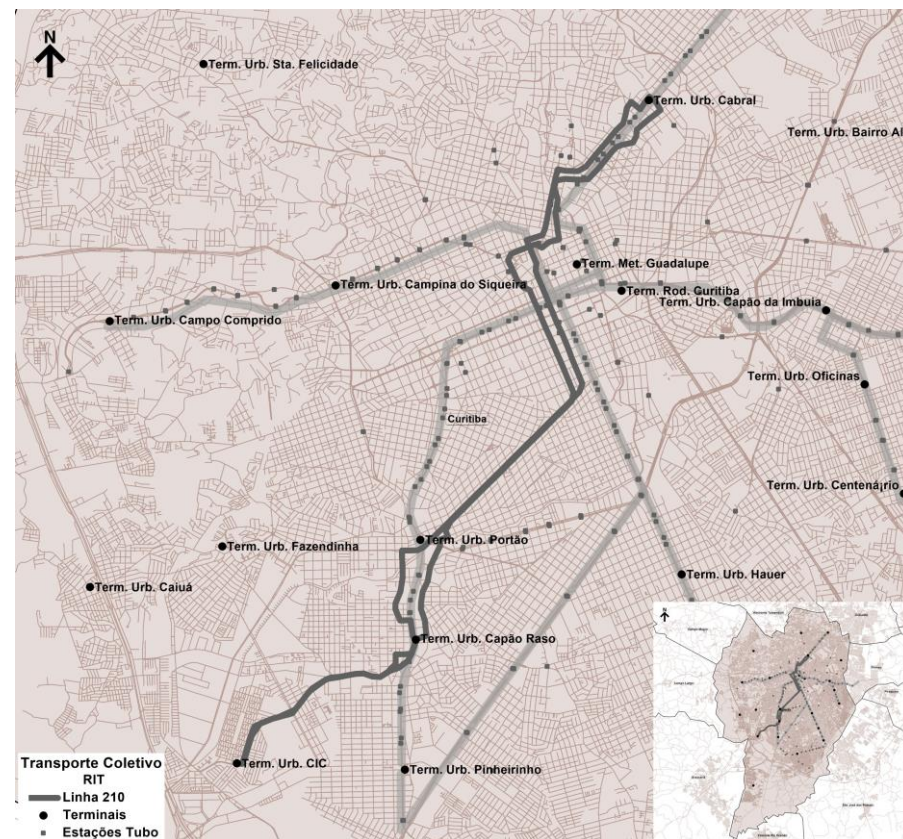 N
Term. Urb. Sta. Felicidade
Term. Urb. Cabral
Term. Urb. Bairro Al
Term. Met. Guadalupe
Term. Urb. Campina do Siqueira
Term. Rod. Curitiba
Term. Urb. Capão da Imbuia
Term. Urb. Campo Comprido
Term. Urb. Oficinas
Curitiba
Term. Urb. Centená¡rio
Term. Urb. Portão
Term. Urb. Fazendinha
Term. Urb. Hauer
Term. Urb. Caiuá
Term. Urb. Capão Raso
N
Term. Urb. CIC
Term. Urb. Pinheirinho
Transporte Coletivo
RIT
Linha 210
Terminais
Estações Tubo